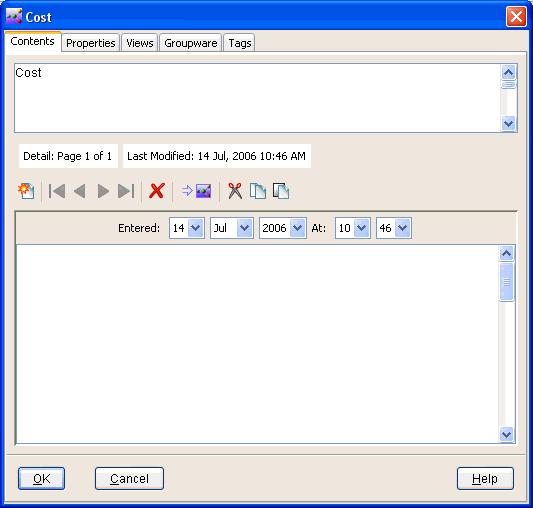 Cost
Contents Properties Views Groupware Tags
Cost
Detail: Page 1 of 1 Last Modified: 14 Jul, 2006 10:46 AM
Entered: 14 Jul 2006 At: 10 46
OK Cancel Help